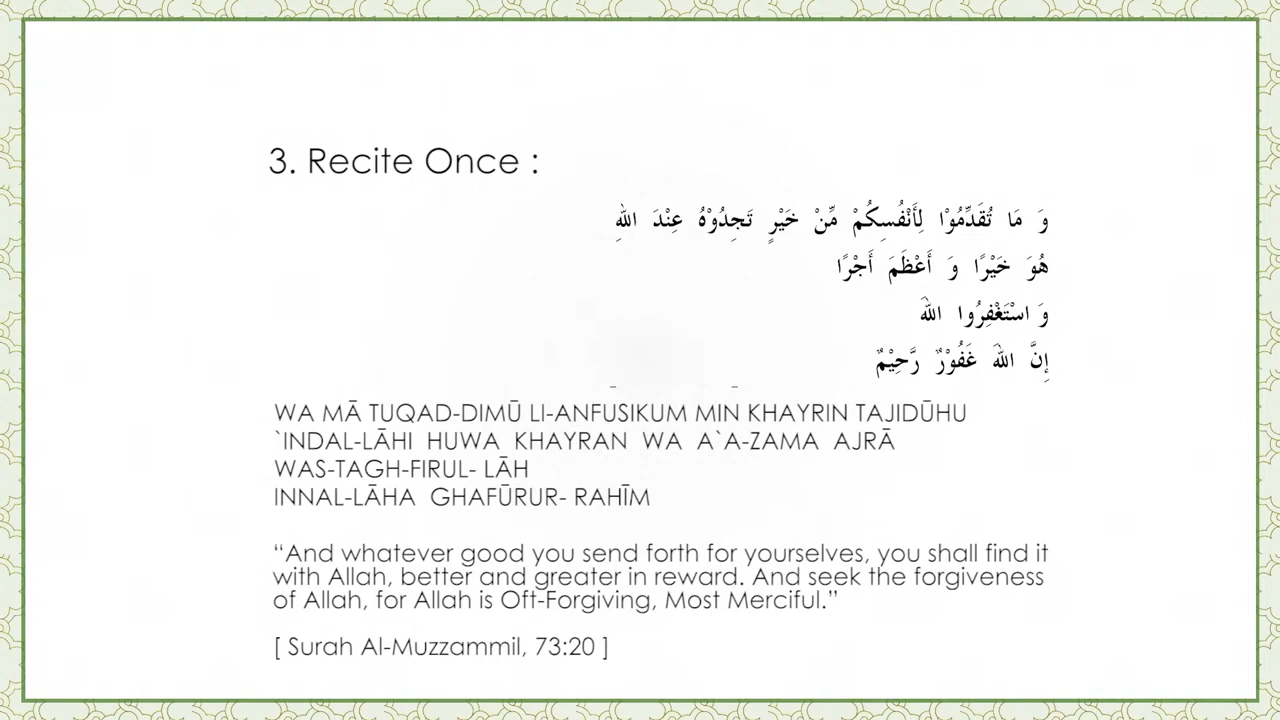 3. Recite Once :
وَ مَا تُقَدِّمُوْا لِأَنْفُسِكُمْ مِّنْ خَيْرٍ تَجِدُوْهُ عِنْدَ اللهِ
هُوَ خَيْرًا وَ أَعْظَمَ أَجْرًا
وَ اسْتَغْفِرُوا اللهَ
إِنَّ اللهَ غَفُوْرٌ رَّحِيْمٌ
WA MĀ TUQAD-DIMŪ LI-ANFUSIKUM MIN KHAYRIN TAJIDŪHU
`INDAL-LĀHI HUWA KHAYRAN WA A`A-ZAMA AJRĀ
WAS-TAGH-FIRUL- LĀH
INNAL-LĀHA GHAFŪRUR- RAHĪM
“And whatever good you send forth for yourselves, you shall find it
with Allah, better and greater in reward. And seek the forgiveness
of Allah, for Allah is Oft-Forgiving, Most Merciful.”
[ Surah Al-Muzzammil, 73:20 ]